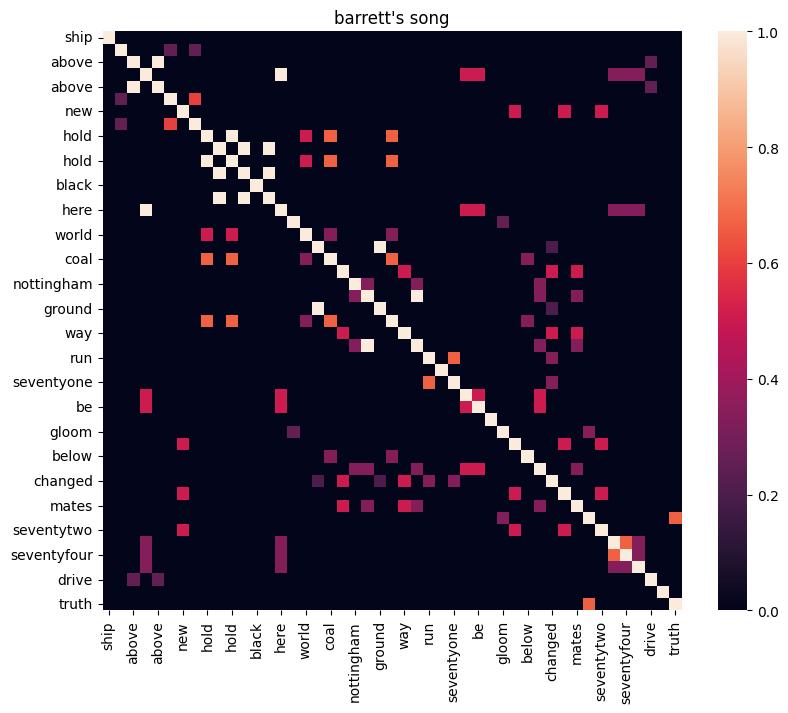 barrett's song
ship
above
above
new
hold
hold
black
here
world
coal
nottingham
ground
way
run
seventyone
be
gloom
below
changed
mates
seventytwo
seventyfour
drive
truth
1.0
0.8
0.6
0.4
0.2
0.0
ship
above
above
new
hold
hold
black
here
world
coal
nottingham
ground
way
run
seventyone
be
gloom
below
changed
mates
seventytwo
seventyfour
drive
truth